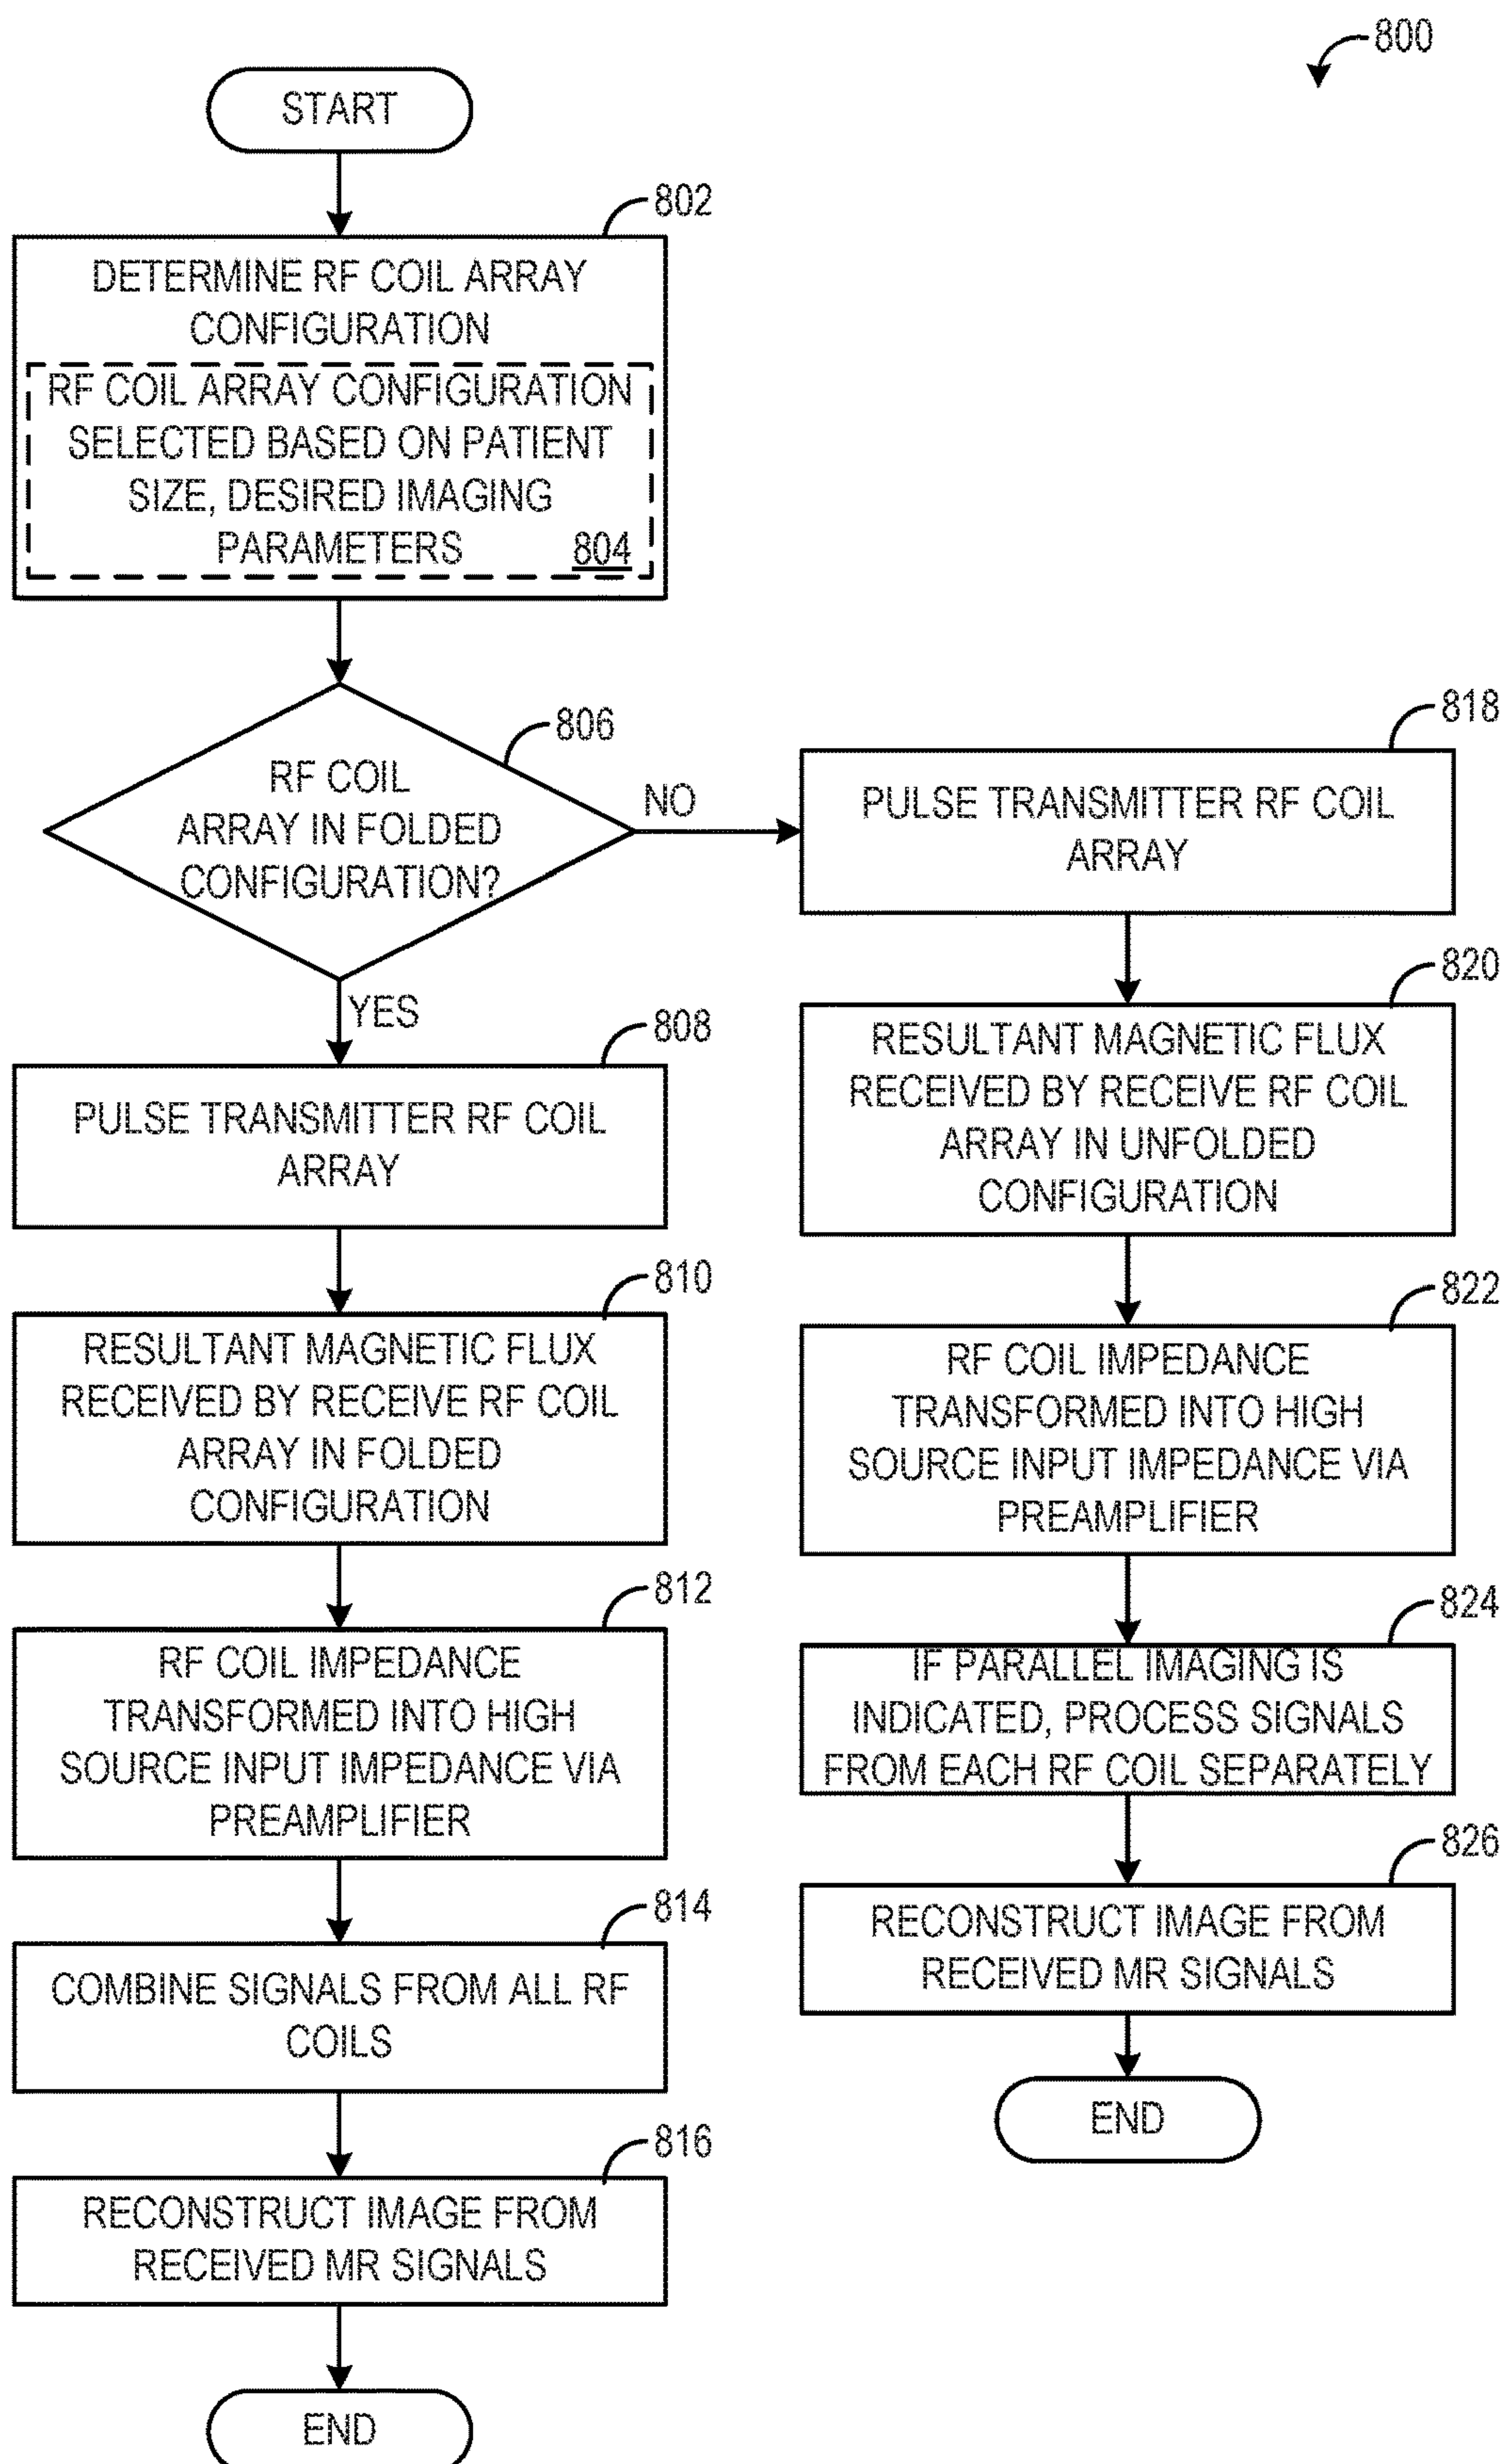 800
START
802
DETERMINE RF COIL ARRAY
CONFIGURATION
RF COIL ARRAY CONFIGURATION
SELECTED BASED ON PATIENT
SIZE, DESIRED IMAGING
PARAMETERS 804
806
RF COIL
ARRAY IN FOLDED
CONFIGURATION?
NO
YES
808
PULSE TRANSMITTER RF COIL
ARRAY
810
RESULTANT MAGNETIC FLUX
RECEIVED BY RECEIVE RF COIL
ARRAY IN FOLDED
CONFIGURATION
812
RF COIL IMPEDANCE
TRANSFORMED INTO HIGH
SOURCE INPUT IMPEDANCE VIA
PREAMPLIFIER
814
COMBINE SIGNALS FROM ALL RF
COILS
816
RECONSTRUCT IMAGE FROM
RECEIVED MR SIGNALS
END
818
PULSE TRANSMITTER RF COIL
ARRAY
820
RESULTANT MAGNETIC FLUX
RECEIVED BY RECEIVE RF COIL
ARRAY IN UNFOLDED
CONFIGURATION
822
RF COIL IMPEDANCE
TRANSFORMED INTO HIGH
SOURCE INPUT IMPEDANCE VIA
PREAMPLIFIER
824
IF PARALLEL IMAGING IS
INDICATED, PROCESS SIGNALS
FROM EACH RF COIL SEPARATELY
826
RECONSTRUCT IMAGE FROM
RECEIVED MR SIGNALS
END